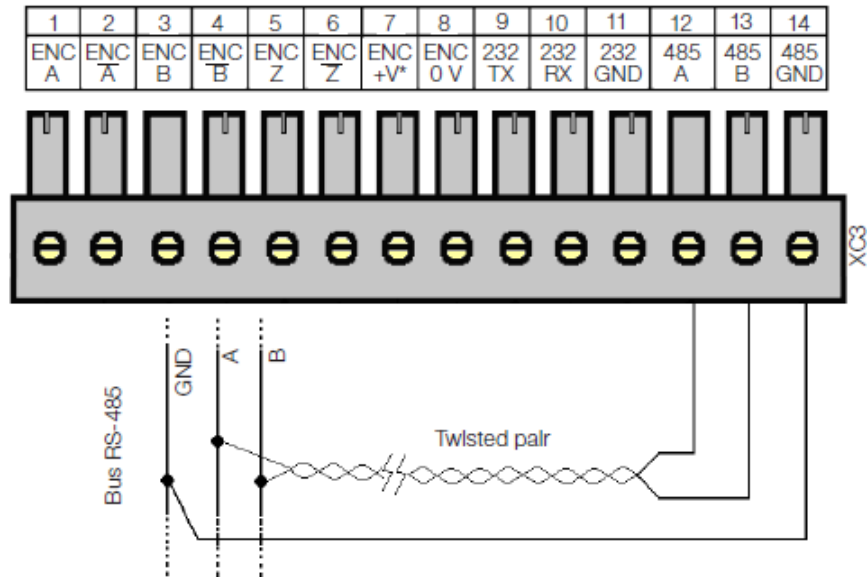 1 2 3 4 5 6 7 8 9 10 11 12 13 14
ENC ENC ENC ENC ENC ENC ENC ENC 232 232 232 485 485 485
A A̅ B B̅ Z Z̅ +V* 0 V TX RX GND A B GND
XC3
GND
A
B
Bus RS-485
Twisted pair